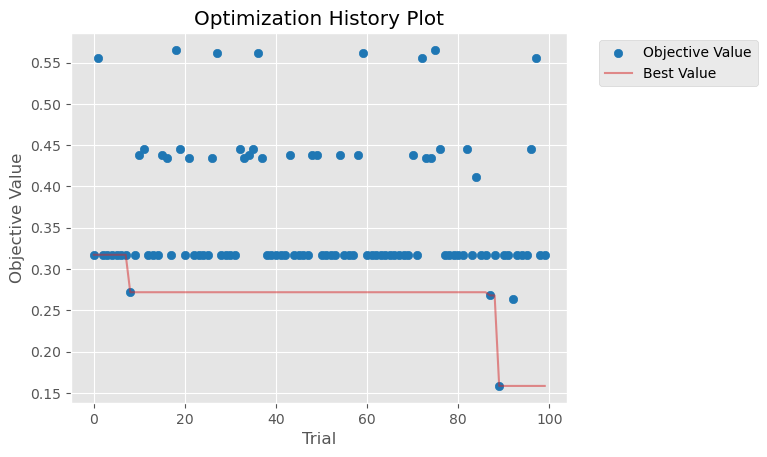 Optimization History Plot
Objective Value
Best Value
Objective Value
0.55
0.50
0.45
0.40
0.35
0.30
0.25
0.20
0.15
0 20 40 60 80 100
Trial